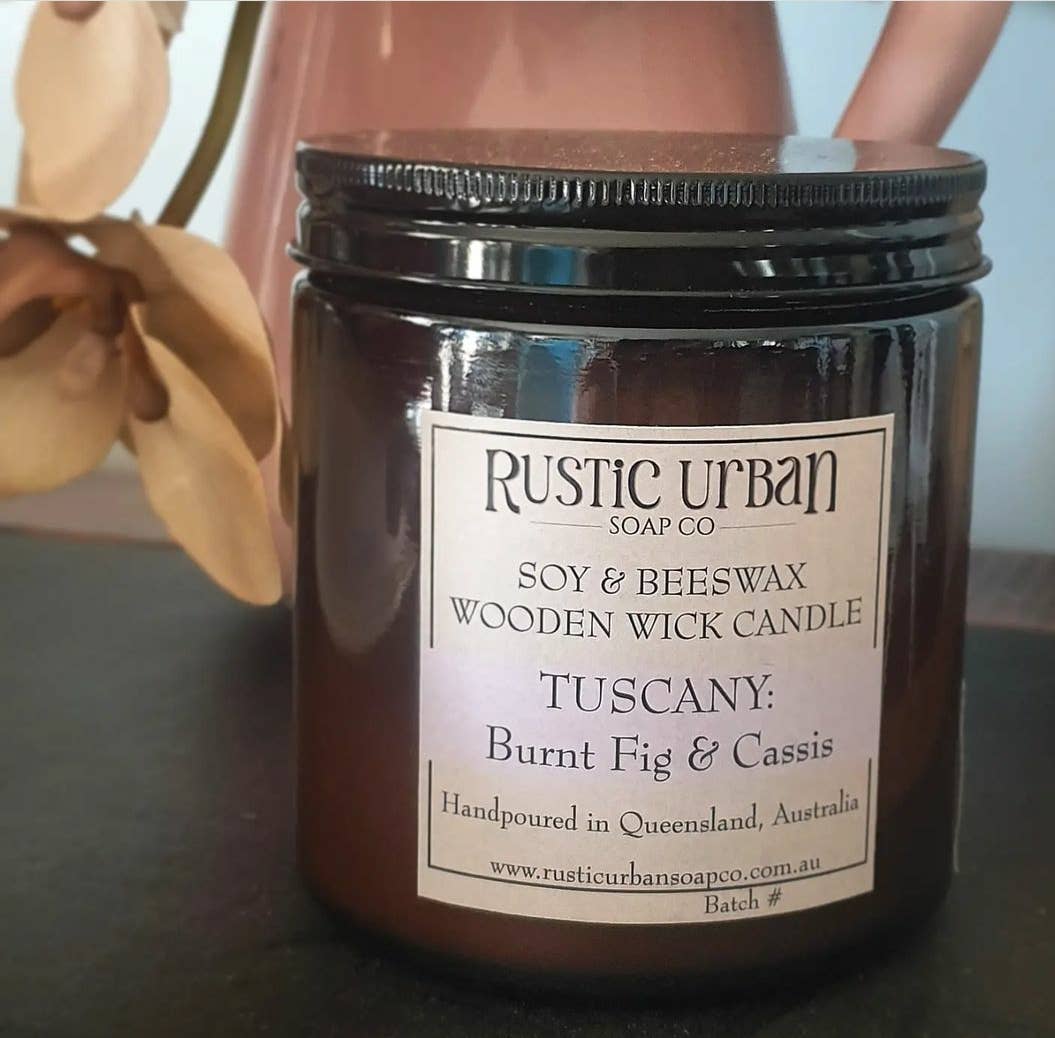 RUSTiC UrBan
SOAP CO
SOY & BEESWAX
WOODEN WICK CANDLE
TUSCANY:
Burnt Fig & Cassis
Handpoured in Queensland, Australia
www.rusticurbansoapco.com.au
Batch #